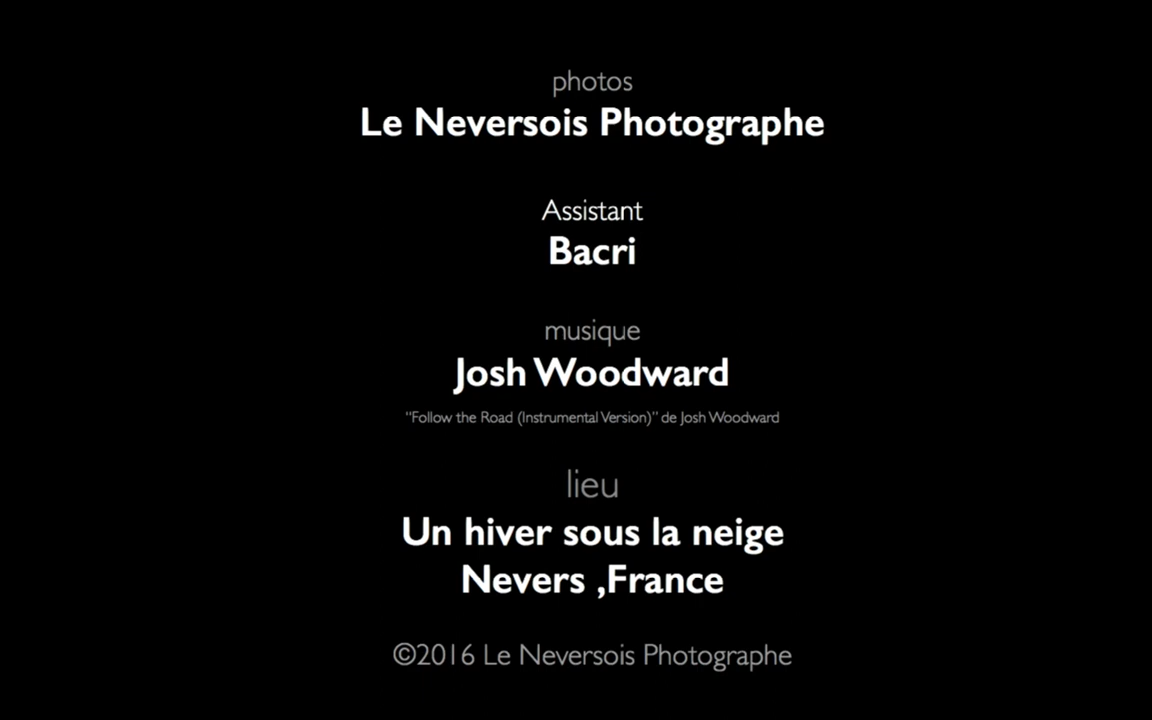 photos
Le Neversois Photographe
Assistant
Bacri
musique
Josh Woodward
"Follow the Road (Instrumental Version)" de Josh Woodward
lieu
Un hiver sous la neige
Nevers ,France
©2016 Le Neversois Photographe